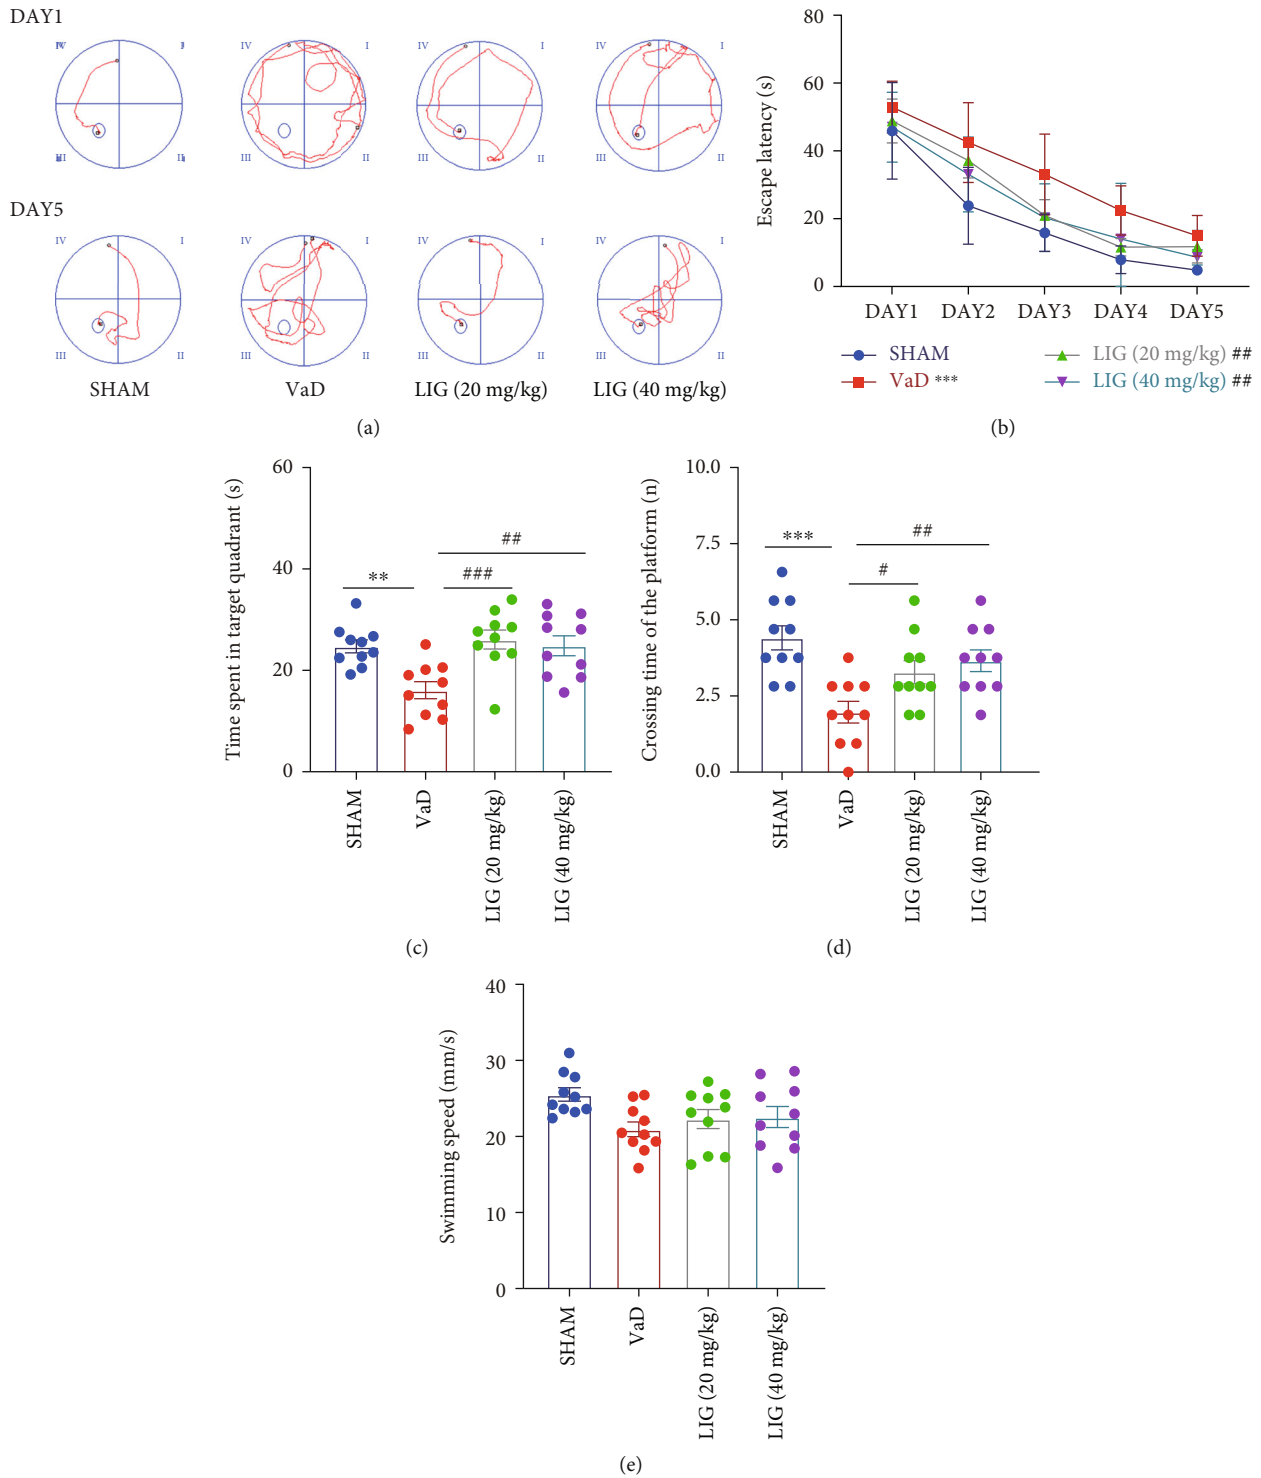 DAY1
IV I IV I IV I IV I
III II III II III II III II
DAY5
IV I IV I IV I IV I
III II III II III II III II
SHAM VaD LIG (20 mg/kg) LIG (40 mg/kg)
(a)
Escape latency (s)
80
60
40
20
0
DAY1 DAY2 DAY3 DAY4 DAY5
SHAM LIG (20 mg/kg) ##
VaD *** LIG (40 mg/kg) ##
(b)
Time spent in target quadrant (s)
60
40
20
0
** ### ##
SHAM
VaD
LIG (20 mg/kg)
LIG (40 mg/kg)
(c)
Crossing time of the platform (n)
10.0
7.5
5.0
2.5
0.0
*** # ##
SHAM
VaD
LIG (20 mg/kg)
LIG (40 mg/kg)
(d)
Swimming speed (mm/s)
40
30
20
10
0
SHAM
VaD
LIG (20 mg/kg)
LIG (40 mg/kg)
(e)